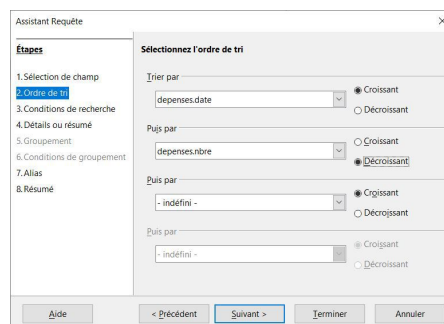 Assistant Requête
Étapes
1.Sélection de champ
2.Ordre de tri
3.Conditions de recherche
4.Détails ou résumé
5.Groupement
6.Conditions de groupement
7.Alias
8.Résumé
Sélectionnez l'ordre de tri
Trier par
depenses.date
Croissant
Décroissant
Puis par
depenses.nbre
Croissant
Décroissant
Puis par
- indéfini -
Croissant
Décroissant
Puis par
- indéfini -
Croissant
Décroissant
Aide
< Précédent
Suivant >
Terminer
Annuler